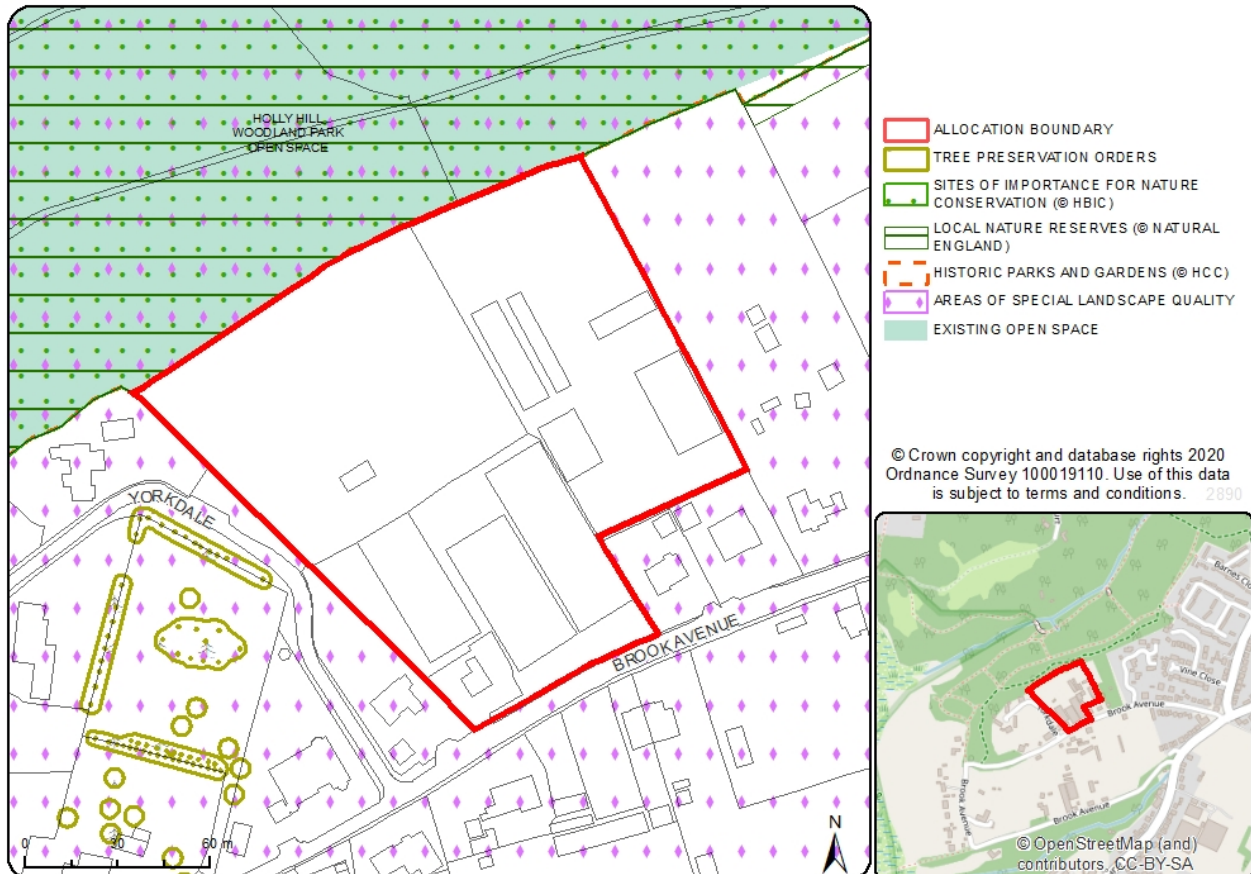 HOLLY HILL
WOODLAND PARK
OPEN SPACE
YORKDALE
BROOK AVENUE
0 30 60 m
N
ALLOCATION BOUNDARY
TREE PRESERVATION ORDERS
SITES OF IMPORTANCE FOR NATURE
CONSERVATION (© HBIC)
LOCAL NATURE RESERVES (© NATURAL
ENGLAND)
HISTORIC PARKS AND GARDENS (© HCC)
AREAS OF SPECIAL LANDSCAPE QUALITY
EXISTING OPEN SPACE
© Crown copyright and database rights 2020
Ordnance Survey 100019110. Use of this data
is subject to terms and conditions. 2890
Vine Close
Brook Avenue
Brook Avenue
Brook Avenue
© OpenStreetMap (and)
contributors, CC-BY-SA